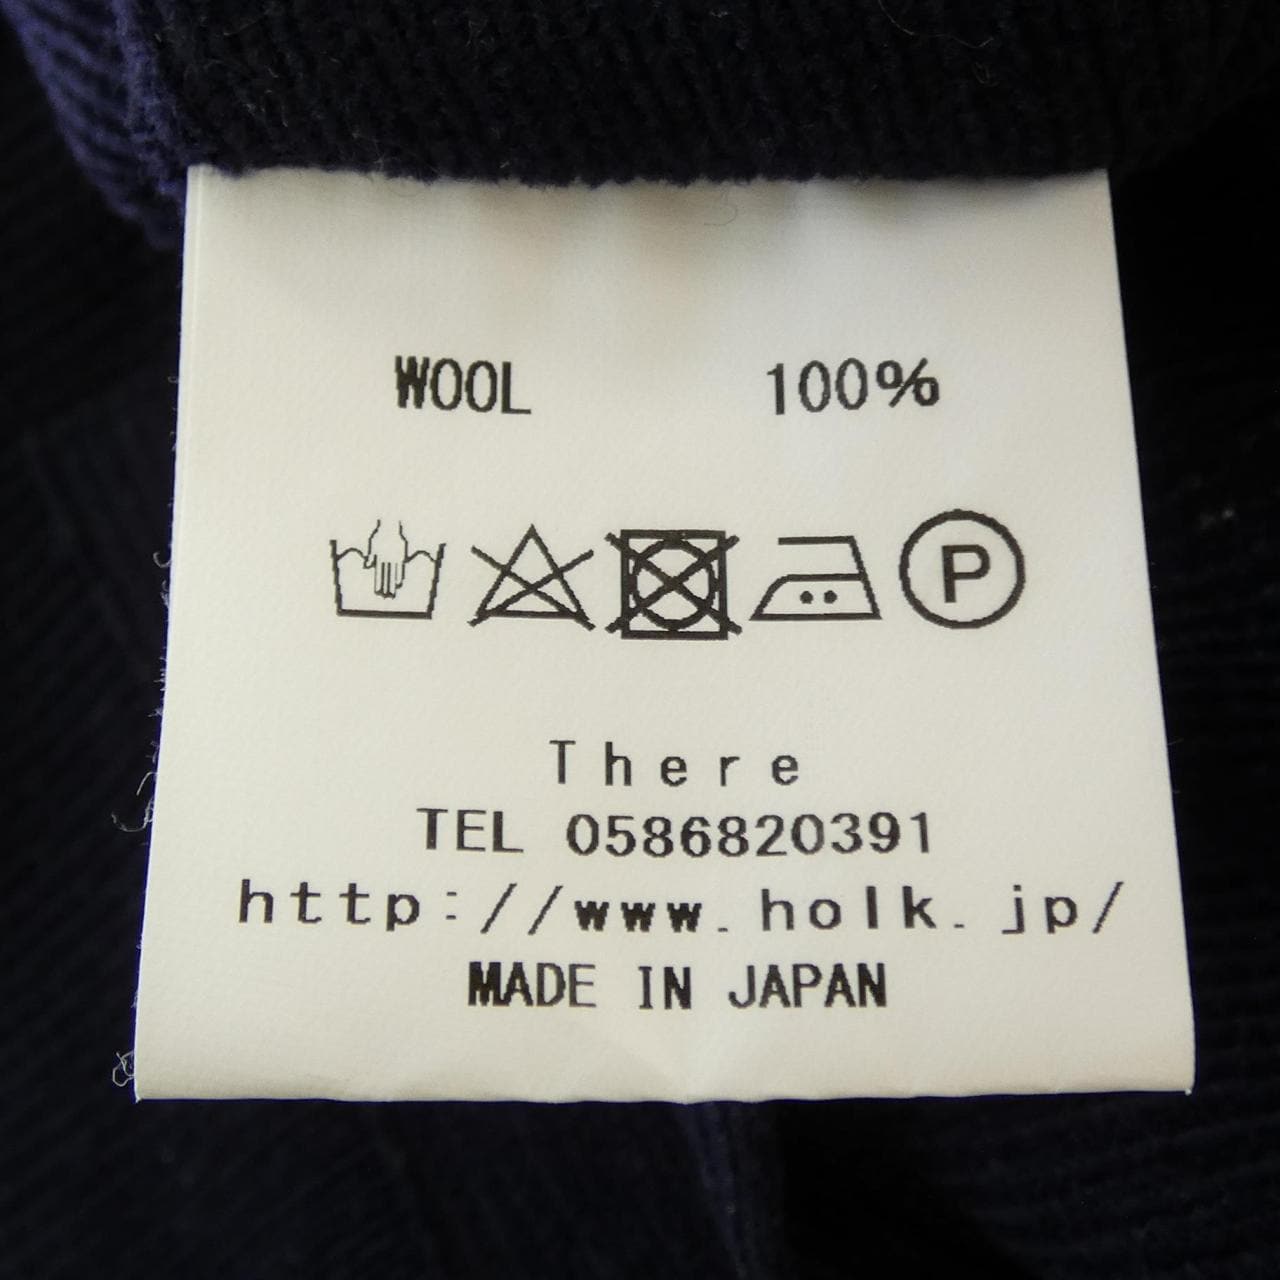 WOOL 100%
P
There
TEL 0586820391
http://www.holk.jp/
MADE IN JAPAN